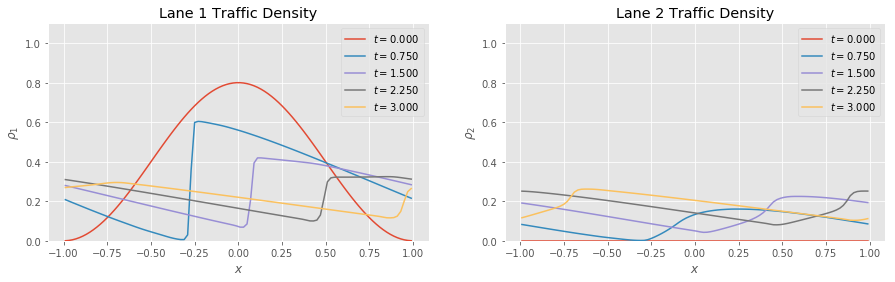 Lane 1 Traffic Density
ρ₁
1.0
0.8
0.6
0.4
0.2
0.0
−1.00 −0.75 −0.50 −0.25 0.00 0.25 0.50 0.75 1.00
x
t = 0.000
t = 0.750
t = 1.500
t = 2.250
t = 3.000
Lane 2 Traffic Density
ρ₂
1.0
0.8
0.6
0.4
0.2
0.0
−1.00 −0.75 −0.50 −0.25 0.00 0.25 0.50 0.75 1.00
x
t = 0.000
t = 0.750
t = 1.500
t = 2.250
t = 3.000